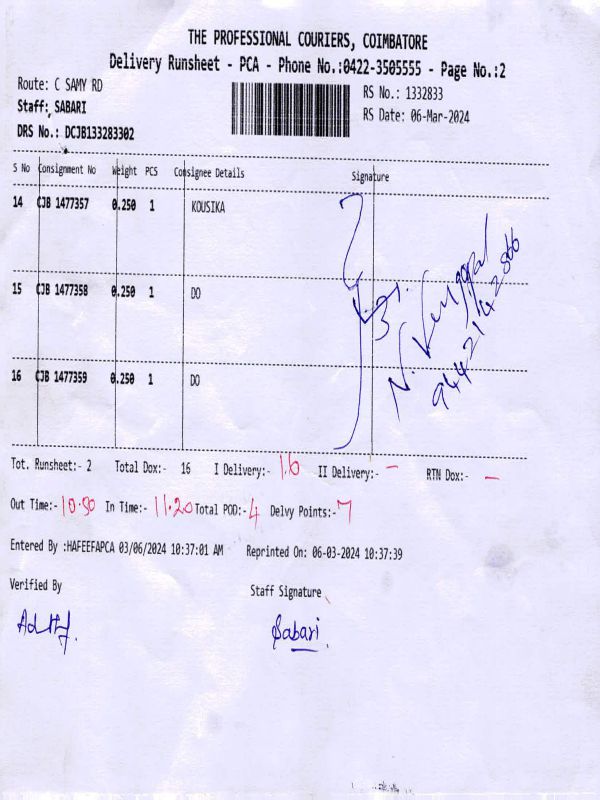 THE PROFESSIONAL COURIERS, COIMBATORE
Delivery Runsheet - PCA - Phone No.:0422-3505555 - Page No.:2
Route: C SAMY RD
RS No.: 1332833
Staff: SABARI
RS Date: 06-Mar-2024
DRS No.: DCJB133283302
S No Consignment No Weight PCS Consignee Details Signature
14 CJB 1477357 0.250 1 KOUSIKA
15 CJB 1477358 0.250 1 DO
16 CJB 1477359 0.250 1 DO
N. Venugopal
9442142886
Tot. Runsheet:- 2 Total Dox:- 16 I Delivery:- 16 II Delivery:- - RTN Dox:- -
Out Time:- 10.50 In Time:- 11.20 Total POD:- 4 Delvy Points:- 7
Entered By :HAFEEFAPCA 03/06/2024 10:37:01 AM Reprinted On: 06-03-2024 10:37:39
Verified By
Staff Signature
Sabari